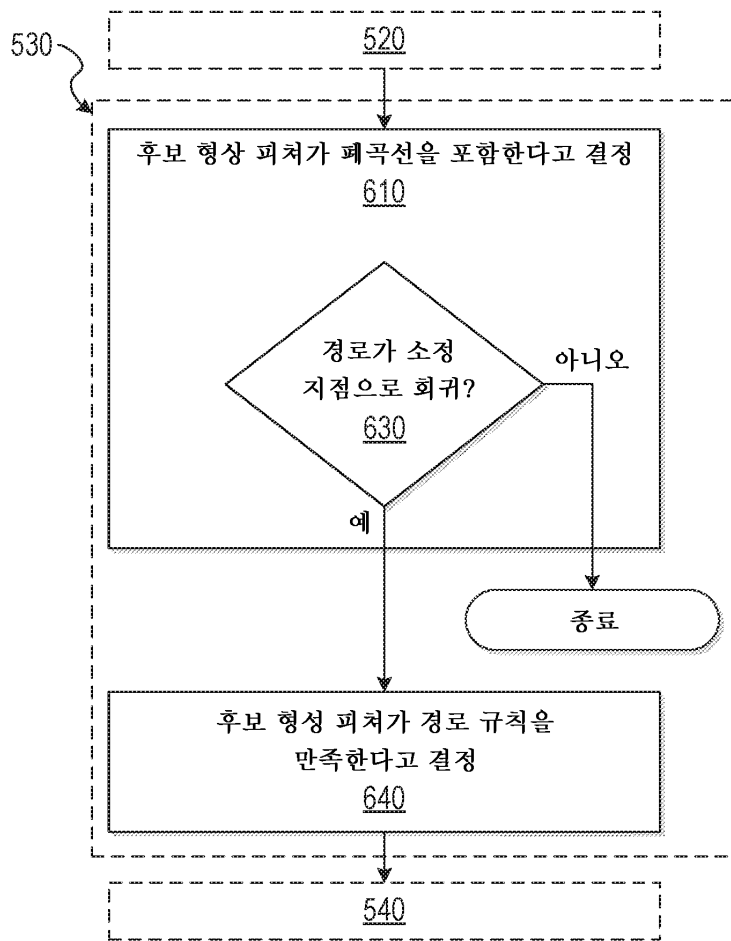 530
520
후보 형상 피쳐가 폐곡선을 포함한다고 결정
610
경로가 소정
지점으로 회귀?
630
아니오
예
종료
후보 형성 피쳐가 경로 규칙을
만족한다고 결정
640
540